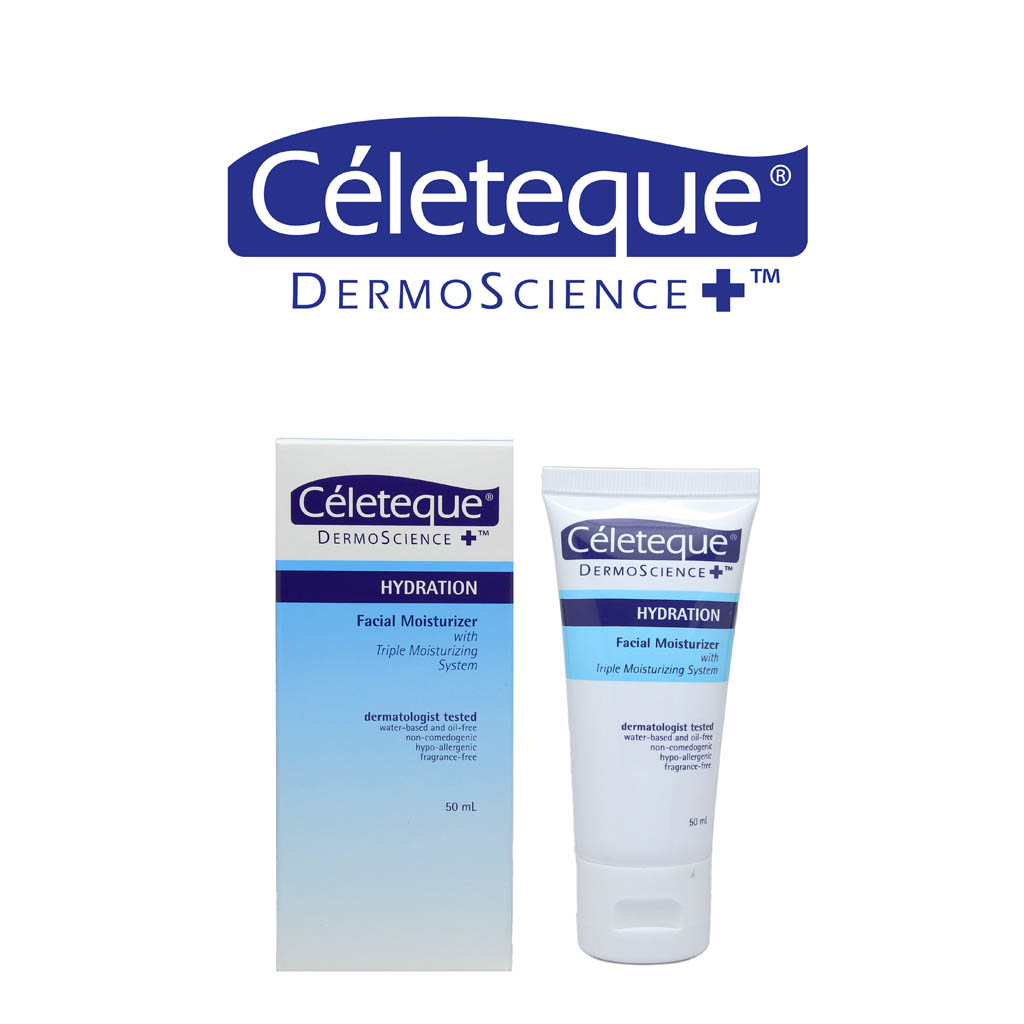 Céleteque®
DERMOSCIENCE +™
Céleteque®
DERMOSCIENCE +™
HYDRATION
Facial Moisturizer
with
Triple Moisturizing
System
dermatologist tested
water-based and oil-free
non-comedogenic
hypo-allergenic
fragrance-free
50 mL
Céleteque®
DERMOSCIENCE +™
HYDRATION
Facial Moisturizer
with
Triple Moisturizing System
dermatologist tested
water-based and oil-free
non-comedogenic
hypo-allergenic
fragrance-free
50 mL